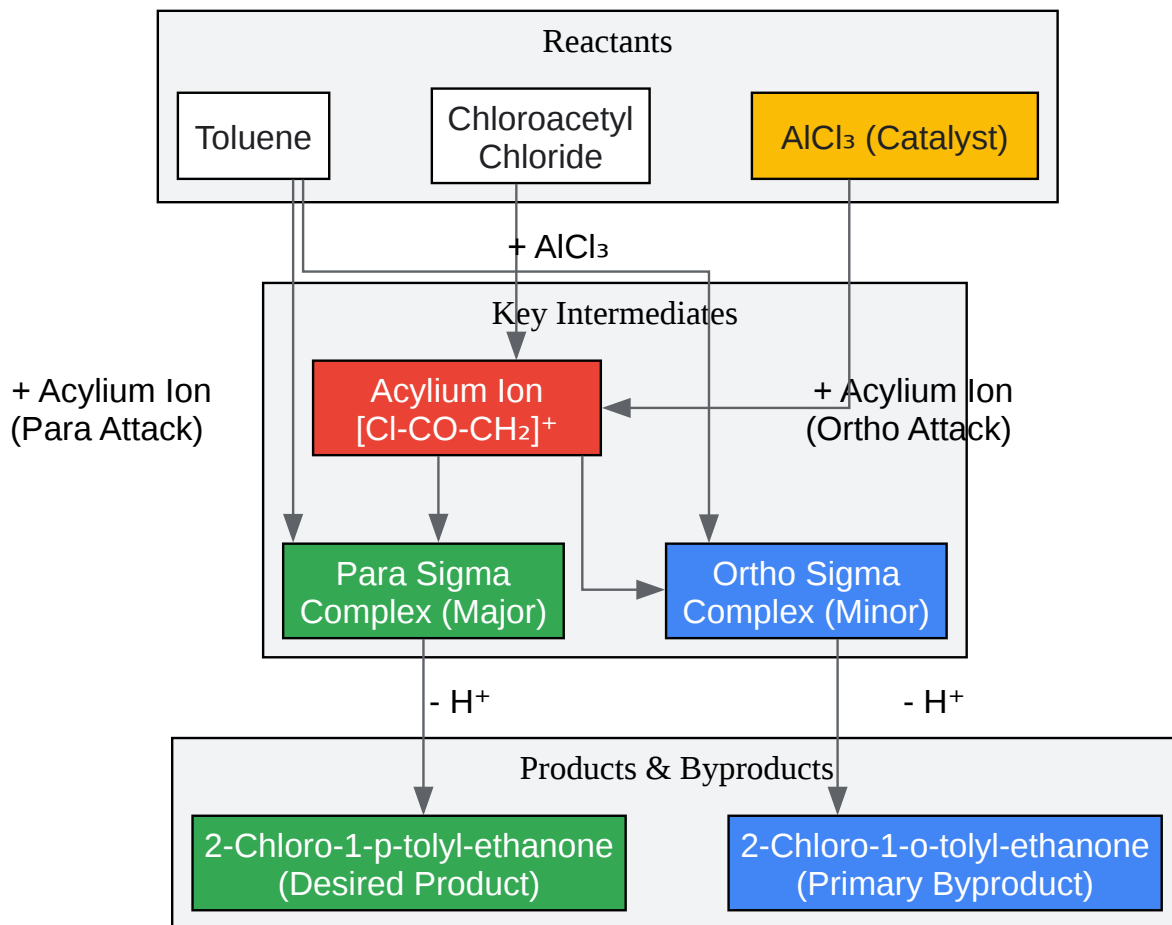 Reactants
Toluene
Chloroacetyl
Chloride
AlCl₃ (Catalyst)
+ AlCl₃
Key Intermediates
Acylium Ion
[Cl-CO-CH₂]⁺
+ Acylium Ion
(Para Attack)
+ Acylium Ion
(Ortho Attack)
Para Sigma
Complex (Major)
Ortho Sigma
Complex (Minor)
- H⁺
- H⁺
Products & Byproducts
2-Chloro-1-p-tolyl-ethanone
(Desired Product)
2-Chloro-1-o-tolyl-ethanone
(Primary Byproduct)